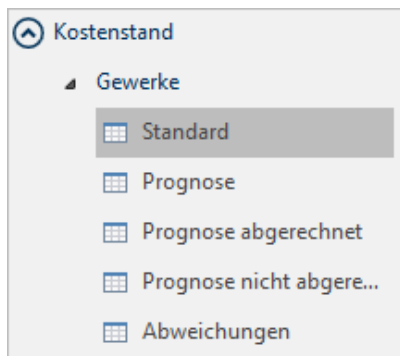 Kostenstand
Gewerke
Standard
Prognose
Prognose abgerechnet
Prognose nicht abgere...
Abweichungen